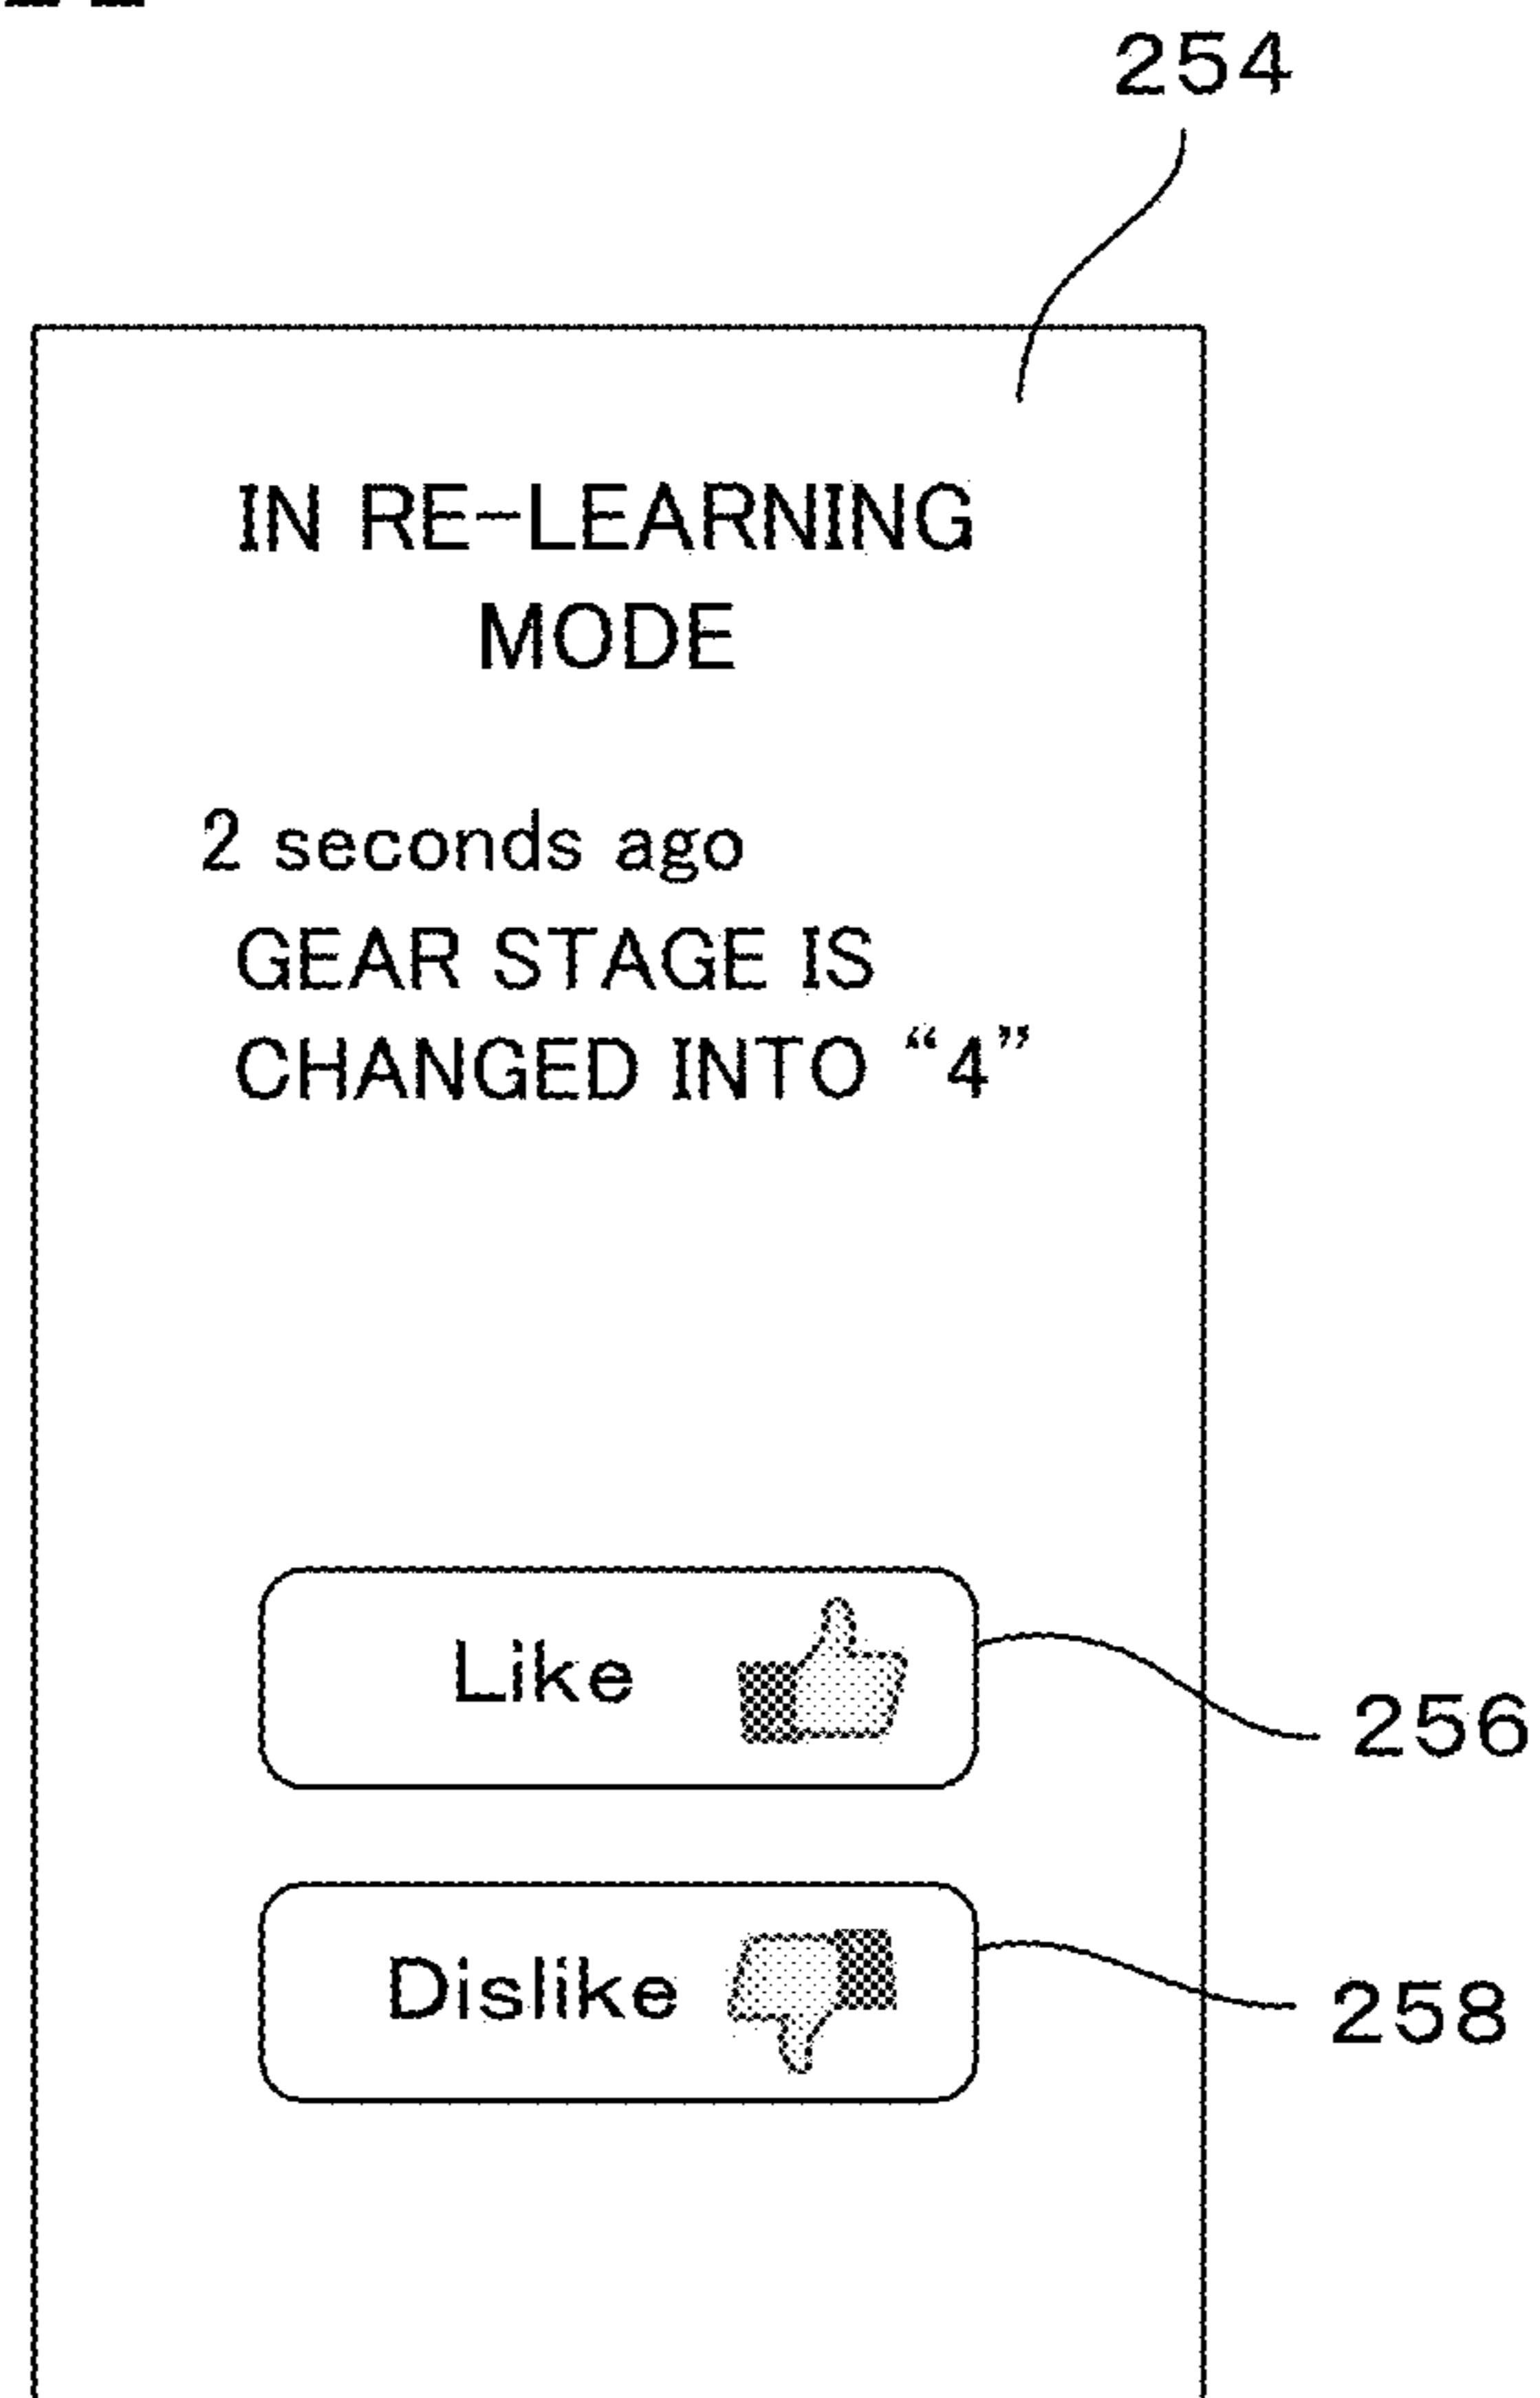 254
IN RE-LEARNING
MODE
2 seconds ago
GEAR STAGE IS
CHANGED INTO “4”
Like
256
Dislike
258